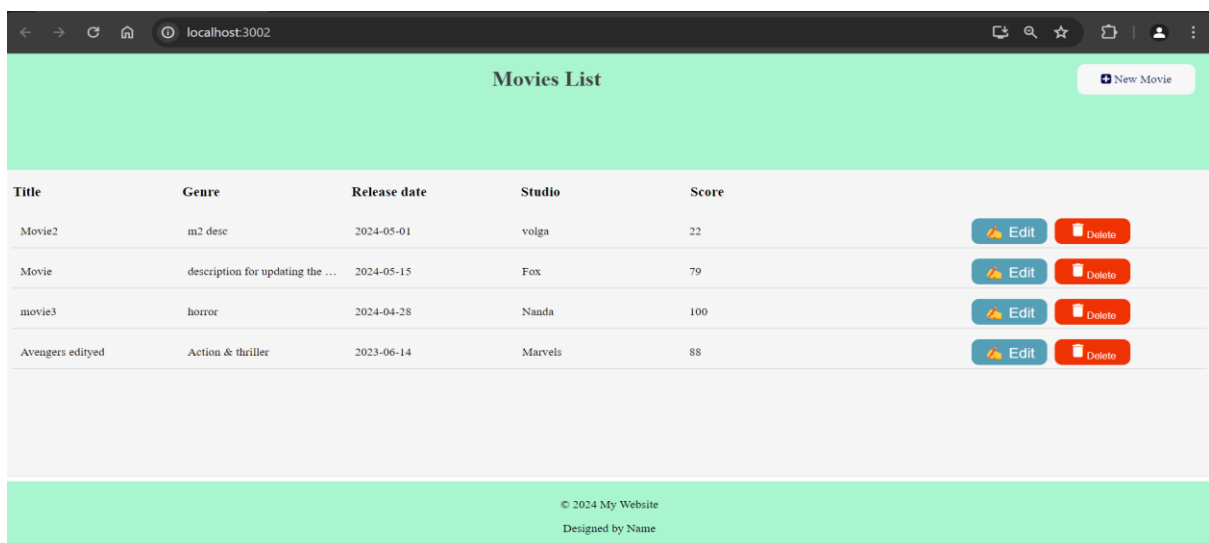 localhost:3002
Movies List
New Movie
Title Genre Release date Studio Score
Movie2 m2 desc 2024-05-01 volga 22 Edit Delete
Movie description for updating the ... 2024-05-15 Fox 79 Edit Delete
movie3 horror 2024-04-28 Nanda 100 Edit Delete
Avengers edityed Action & thriller 2023-06-14 Marvels 88 Edit Delete
© 2024 My Website
Designed by Name